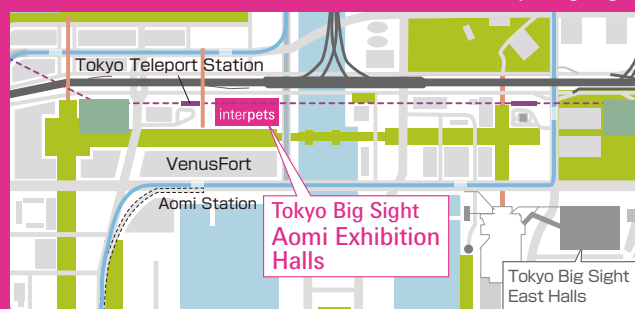 Tokyo Teleport Station
interpets
VenusFort
Aomi Station
Tokyo Big Sight
Aomi Exhibition
Halls
Tokyo Big Sight
East Halls